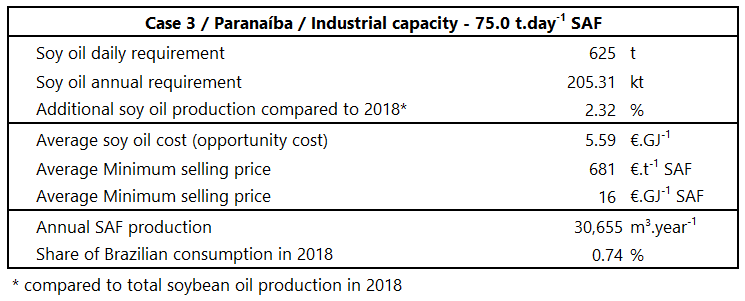 Case 3 / Paranaíba / Industrial capacity - 75.0 t.day⁻¹ SAF
Soy oil daily requirement 625 t
Soy oil annual requirement 205.31 kt
Additional soy oil production compared to 2018* 2.32 %
Average soy oil cost (opportunity cost) 5.59 €.GJ⁻¹
Average Minimum selling price 681 €.t⁻¹ SAF
Average Minimum selling price 16 €.GJ⁻¹ SAF
Annual SAF production 30,655 m³.year⁻¹
Share of Brazilian consumption in 2018 0.74 %
* compared to total soybean oil production in 2018